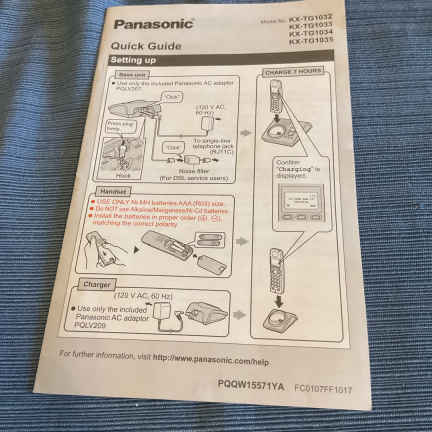 Panasonic
Model No. KX-TG1032
KX-TG1033
KX-TG1034
KX-TG1035
Quick Guide
Setting up
Base unit
● Use only the included Panasonic AC adaptor
PQLV207.
"Click"
(120 V AC,
60 Hz)
Press plug
firmly.
"Click"
To single-line
telephone jack
(RJ11C)
Hook
Noise filter
(For DSL service users)
CHARGE 7 HOURS
Confirm
"Charging" is
displayed.
Handset
● USE ONLY Ni-MH batteries AAA (R03) size.
● Do NOT use Alkaline/Manganese/Ni-Cd batteries.
● Install the batteries in proper order (⊕, ⊖),
matching the correct polarity.
Charger
(120 V AC, 60 Hz)
● Use only the included
Panasonic AC adaptor
PQLV209.
For further information, visit http://www.panasonic.com/help
PQQW15571YA FC0107FF1017